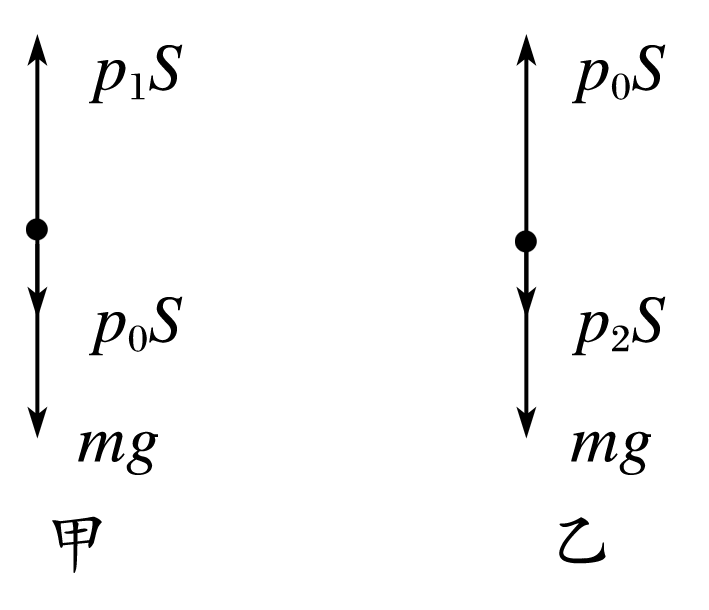 p₁S p₀S
p₀S p₂S
mg mg
甲 乙